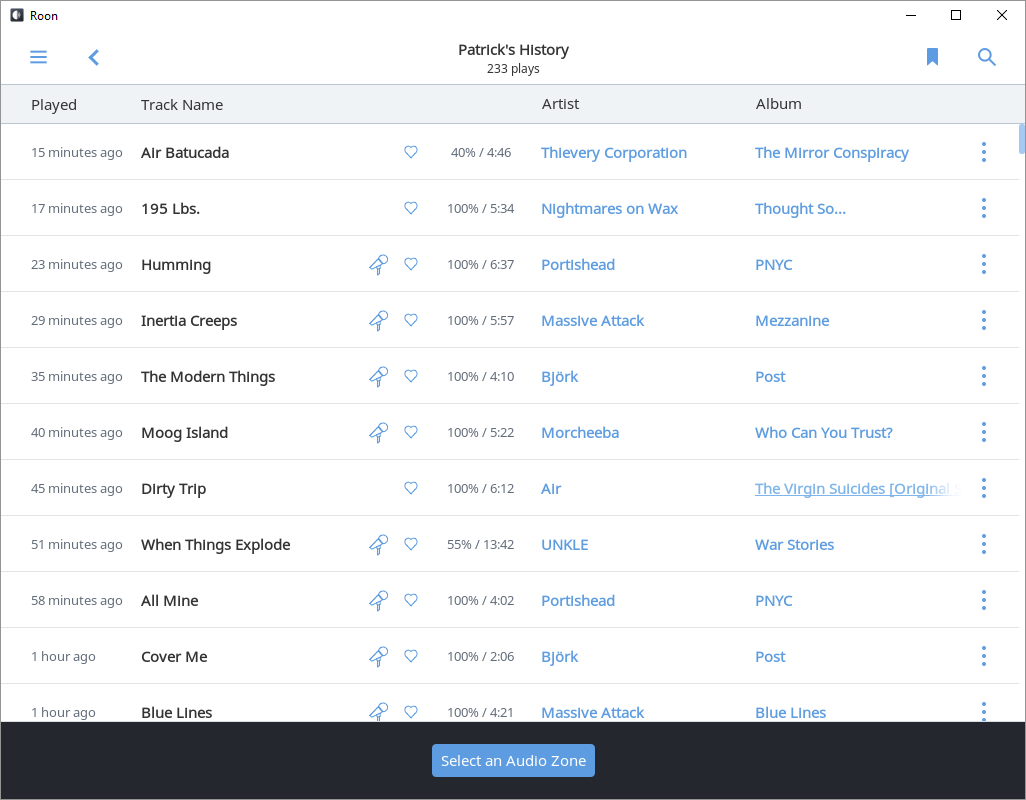 Roon
Patrick's History
233 plays
Played Track Name Artist Album
15 minutes ago Air Batucada 40% / 4:46 Thievery Corporation The Mirror Conspiracy
17 minutes ago 195 Lbs. 100% / 5:34 Nightmares on Wax Thought So...
23 minutes ago Humming 100% / 6:37 Portishead PNYC
29 minutes ago Inertia Creeps 100% / 5:57 Massive Attack Mezzanine
35 minutes ago The Modern Things 100% / 4:10 Björk Post
40 minutes ago Moog Island 100% / 5:22 Morcheeba Who Can You Trust?
45 minutes ago Dirty Trip 100% / 6:12 Air The Virgin Suicides [Original S
51 minutes ago When Things Explode 55% / 13:42 UNKLE War Stories
58 minutes ago All Mine 100% / 4:02 Portishead PNYC
1 hour ago Cover Me 100% / 2:06 Björk Post
1 hour ago Blue Lines 100% / 4:21 Massive Attack Blue Lines
Select an Audio Zone